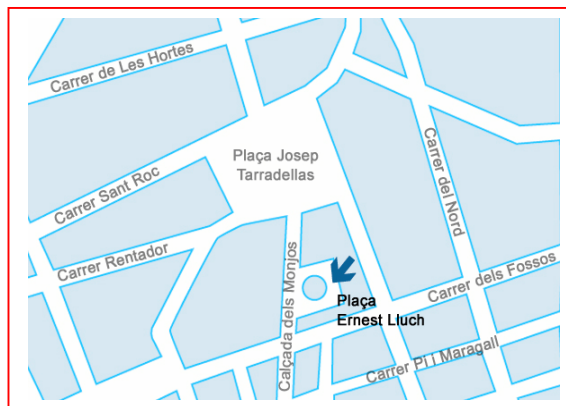 Carrer de Les Hortes
Plaça Josep
Tarradellas
Carrer Sant Roc
Carrer del Nord
Carrer Rentador
Calçada dels Monjos
Carrer dels Fossos
Plaça
Ernest Lluch
Carrer Pi i Maragall